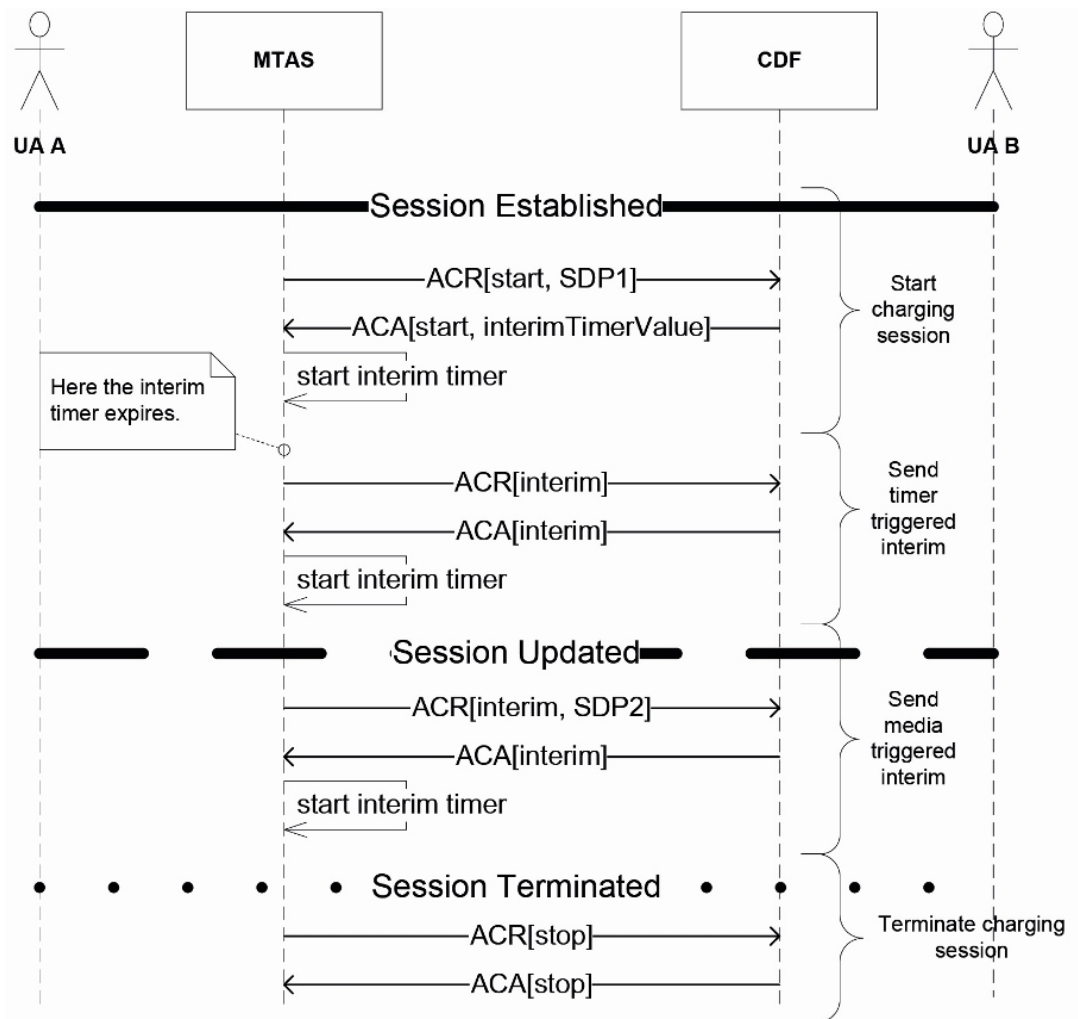 MTAS
CDF
UA A
UA B
Session Established
ACR[start, SDP1]
Start
charging
session
ACA[start, interimTimerValue]
start interim timer
Here the interim
timer expires.
ACR[interim]
Send
timer
triggered
interim
ACA[interim]
start interim timer
Session Updated
ACR[interim, SDP2]
Send
media
triggered
interim
ACA[interim]
start interim timer
Session Terminated
ACR[stop]
Terminate charging
session
ACA[stop]